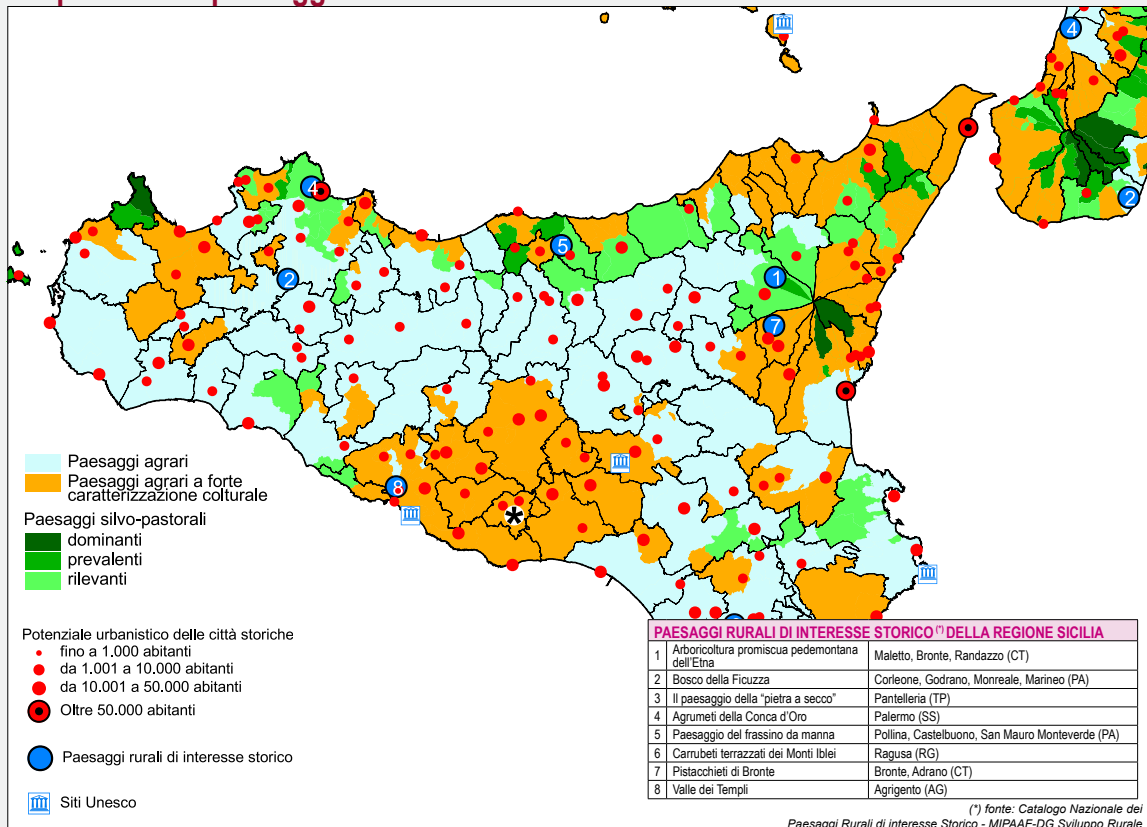 4
2
4
5
2
1
7
8
*
Paesaggi agrari
Paesaggi agrari a forte
caratterizzazione colturale
Paesaggi silvo-pastorali
dominanti
prevalenti
rilevanti
Potenziale urbanistico delle città storiche
fino a 1.000 abitanti
da 1.001 a 10.000 abitanti
da 10.001 a 50.000 abitanti
Oltre 50.000 abitanti
Paesaggi rurali di interesse storico
Siti Unesco
PAESAGGI RURALI DI INTERESSE STORICO (*) DELLA REGIONE SICILIA
1 Arboricoltura promiscua pedemontana
dell'Etna Maletto, Bronte, Randazzo (CT)
2 Bosco della Ficuzza Corleone, Godrano, Monreale, Marineo (PA)
3 Il paesaggio della "pietra a secco" Pantelleria (TP)
4 Agrumeti della Conca d'Oro Palermo (SS)
5 Paesaggio del frassino da manna Pollina, Castelbuono, San Mauro Monteverde (PA)
6 Carrubeti terrazzati dei Monti Iblei Ragusa (RG)
7 Pistacchieti di Bronte Bronte, Adrano (CT)
8 Valle dei Templi Agrigento (AG)
(*) fonte: Catalogo Nazionale dei
Paesaggi Rurali di interesse Storico - MIPAAF-DG Sviluppo Rurale